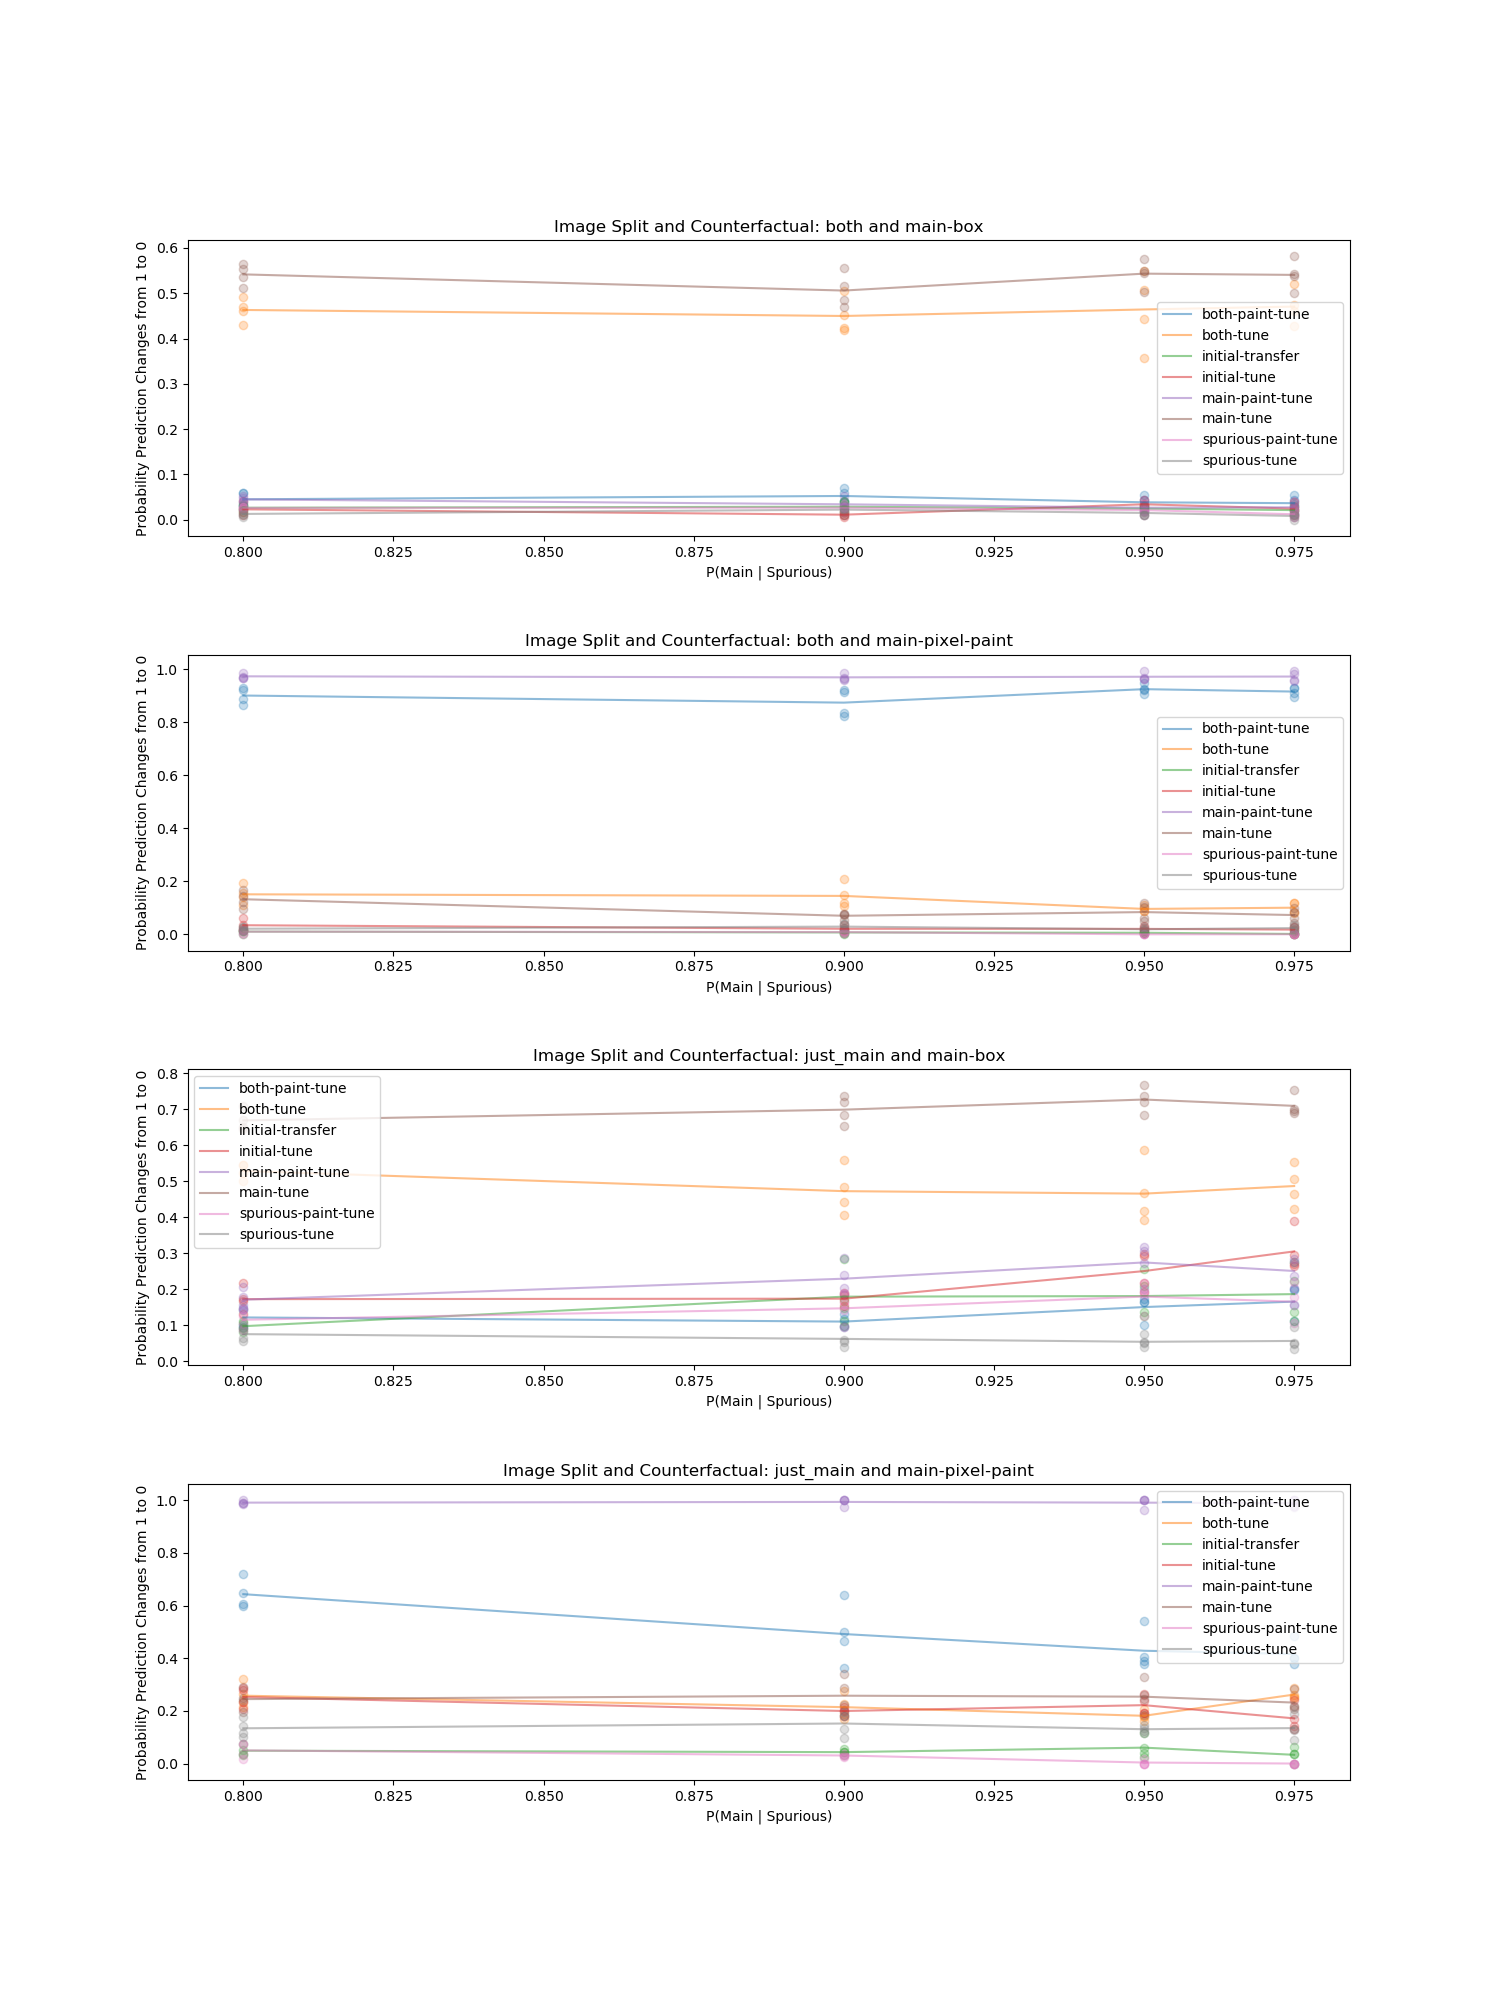 Image Split and Counterfactual: both and main-box
Probability Prediction Changes from 1 to 0
0.6
0.5
0.4
0.3
0.2
0.1
0.0
both-paint-tune
both-tune
initial-transfer
initial-tune
main-paint-tune
main-tune
spurious-paint-tune
spurious-tune
0.800 0.825 0.850 0.875 0.900 0.925 0.950 0.975
P(Main | Spurious)
Image Split and Counterfactual: both and main-pixel-paint
Probability Prediction Changes from 1 to 0
1.0
0.8
0.6
0.4
0.2
0.0
both-paint-tune
both-tune
initial-transfer
initial-tune
main-paint-tune
main-tune
spurious-paint-tune
spurious-tune
0.800 0.825 0.850 0.875 0.900 0.925 0.950 0.975
P(Main | Spurious)
Image Split and Counterfactual: just_main and main-box
Probability Prediction Changes from 1 to 0
0.8
0.7
0.6
0.5
0.4
0.3
0.2
0.1
0.0
both-paint-tune
both-tune
initial-transfer
initial-tune
main-paint-tune
main-tune
spurious-paint-tune
spurious-tune
0.800 0.825 0.850 0.875 0.900 0.925 0.950 0.975
P(Main | Spurious)
Image Split and Counterfactual: just_main and main-pixel-paint
Probability Prediction Changes from 1 to 0
1.0
0.8
0.6
0.4
0.2
0.0
both-paint-tune
both-tune
initial-transfer
initial-tune
main-paint-tune
main-tune
spurious-paint-tune
spurious-tune
0.800 0.825 0.850 0.875 0.900 0.925 0.950 0.975
P(Main | Spurious)